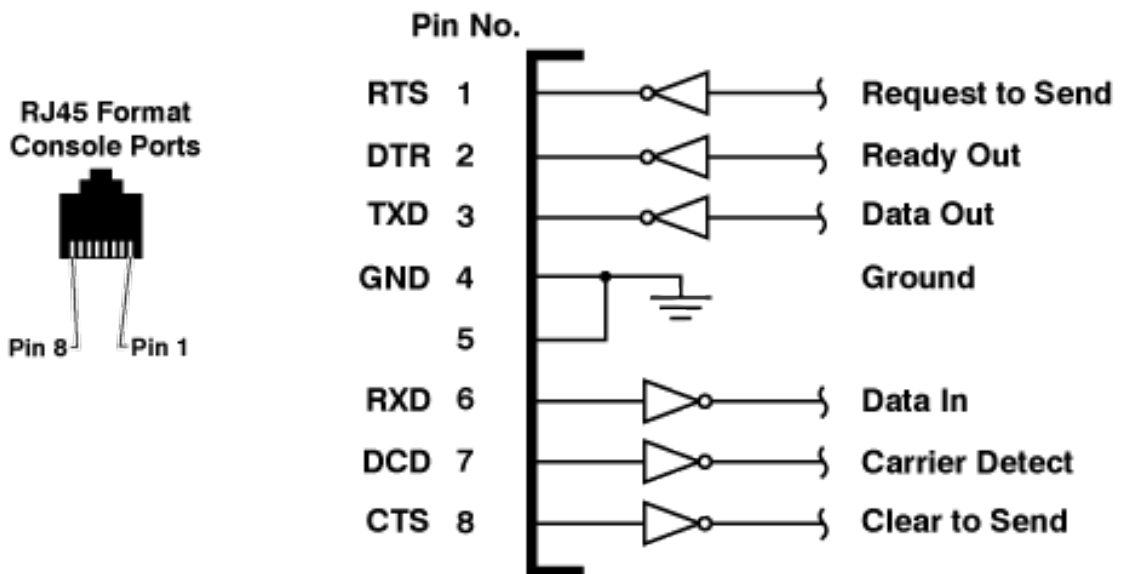 Pin No.
RJ45 Format
Console Ports
Pin 8
Pin 1
RTS 1 Request to Send
DTR 2 Ready Out
TXD 3 Data Out
GND 4 Ground
5
RXD 6 Data In
DCD 7 Carrier Detect
CTS 8 Clear to Send